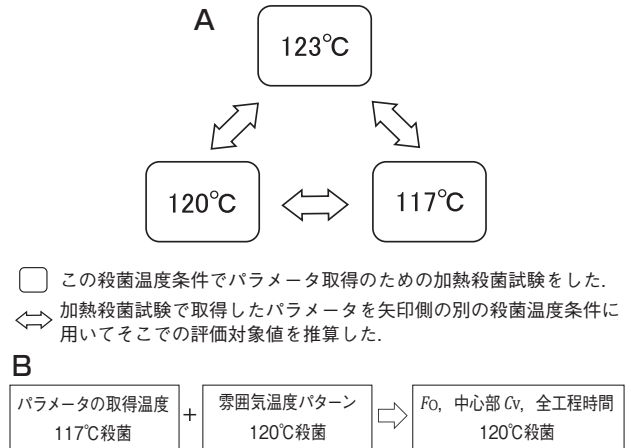 A
123℃
120℃
117℃
この殺菌温度条件でパラメータ取得のための加熱殺菌試験をした.
加熱殺菌試験で取得したパラメータを矢印側の別の殺菌温度条件に
用いてそこでの評価対象値を推算した.
B
パラメータの取得温度
117℃殺菌
+
雰囲気温度パターン
120℃殺菌
FO, 中心部 Cv, 全工程時間
120℃殺菌